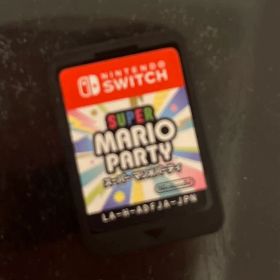 NINTENDO
SWITCH
SUPER
MARIO
PARTY
スーパー マリオパーティ
Nintendo
LA-H-ADFJA-JPN